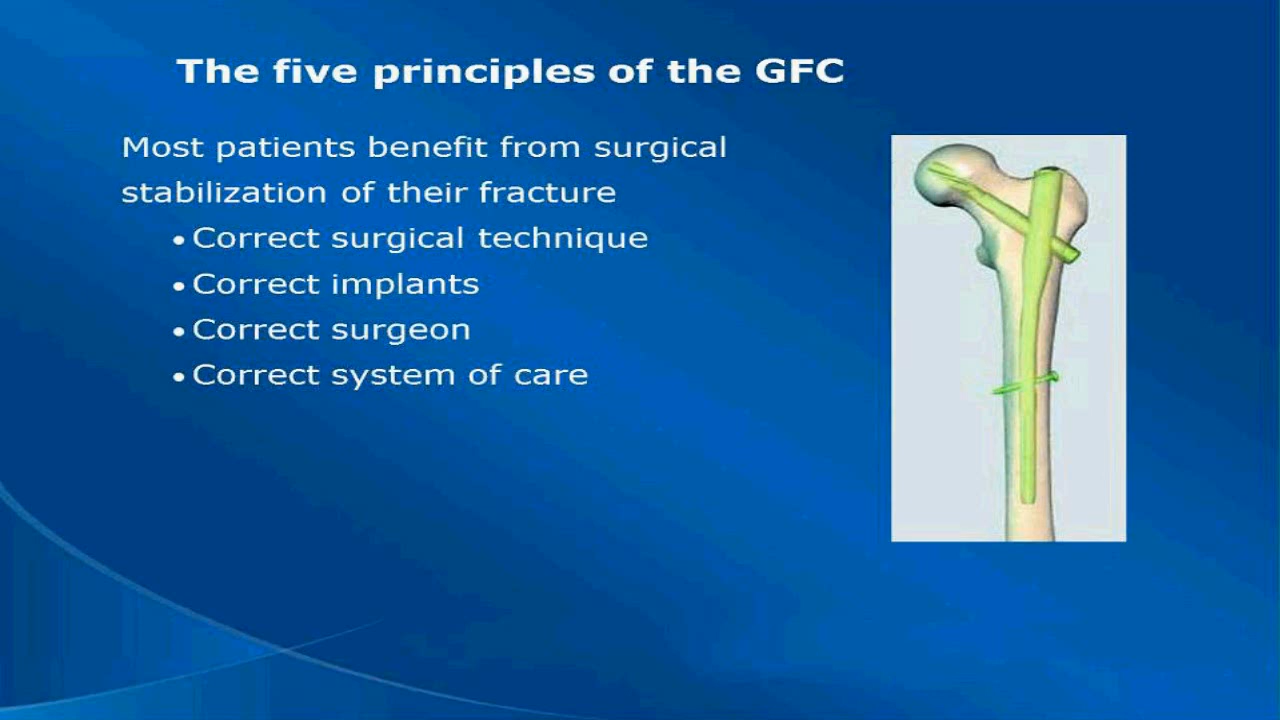 The five principles of the GFC
Most patients benefit from surgical
stabilization of their fracture
• Correct surgical technique
• Correct implants
• Correct surgeon
• Correct system of care